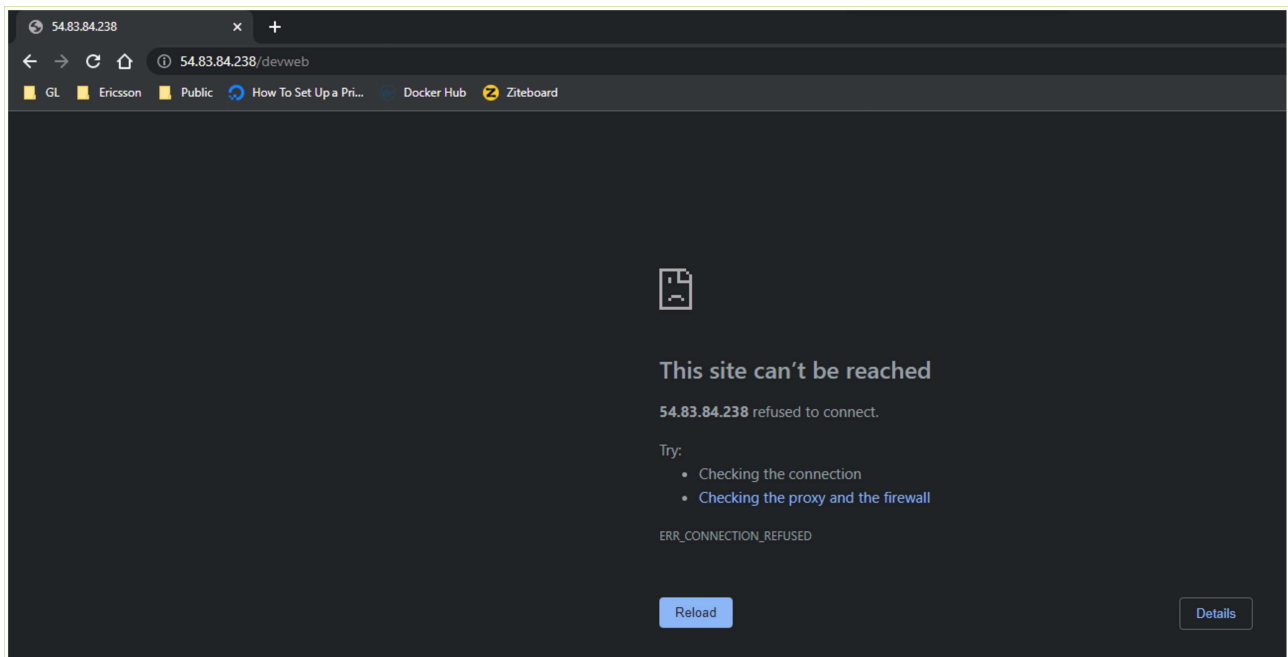 54.83.84.238
54.83.84.238/devweb
GL Ericsson Public How To Set Up a Pri... Docker Hub Ziteboard
This site can't be reached
54.83.84.238 refused to connect.
Try:
• Checking the connection
• Checking the proxy and the firewall
ERR_CONNECTION_REFUSED
Reload Details